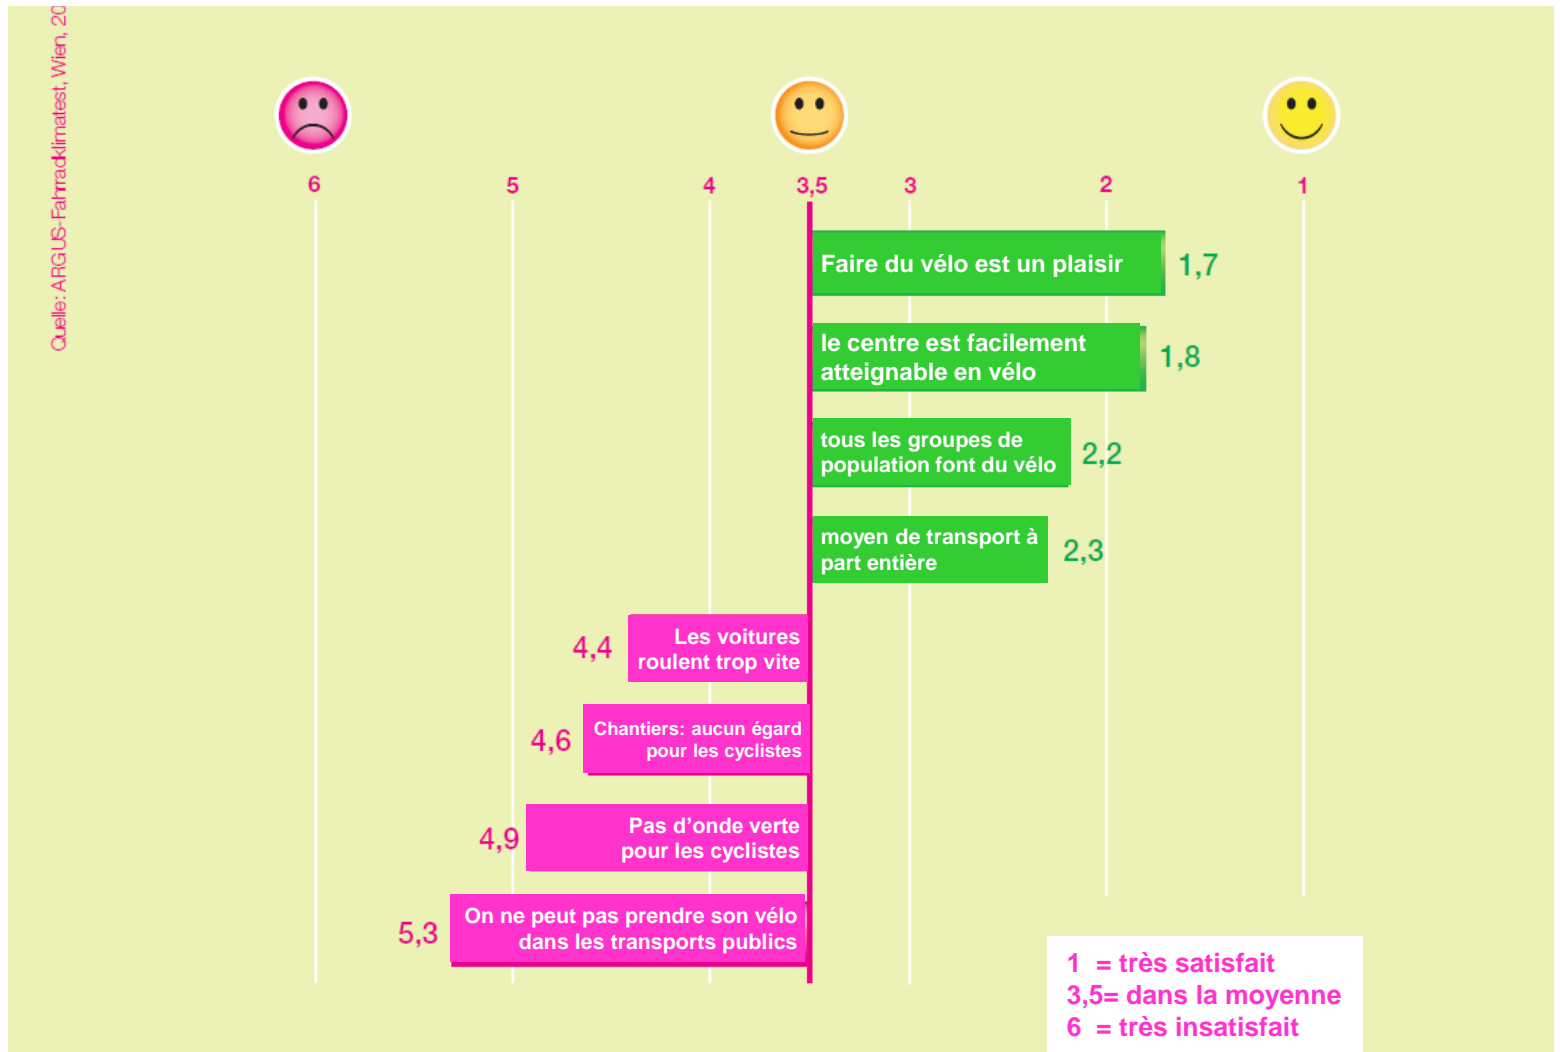 Quelle: ARGUS-Fahrradklimatest, Wien,
6 5 4 3,5 3 2 1
Faire du vélo est un plaisir
1,7
le centre est facilement
atteignable en vélo
1,8
tous les groupes de
population font du vélo
2,2
moyen de transport à
part entière
2,3
4,4
Les voitures
roulent trop vite
4,6
Chantiers: aucun égard
pour les cyclistes
4,9
Pas d’onde verte
pour les cyclistes
5,3
On ne peut pas prendre son vélo
dans les transports publics
1 = très satisfait
3,5= dans la moyenne
6 = très insatisfait